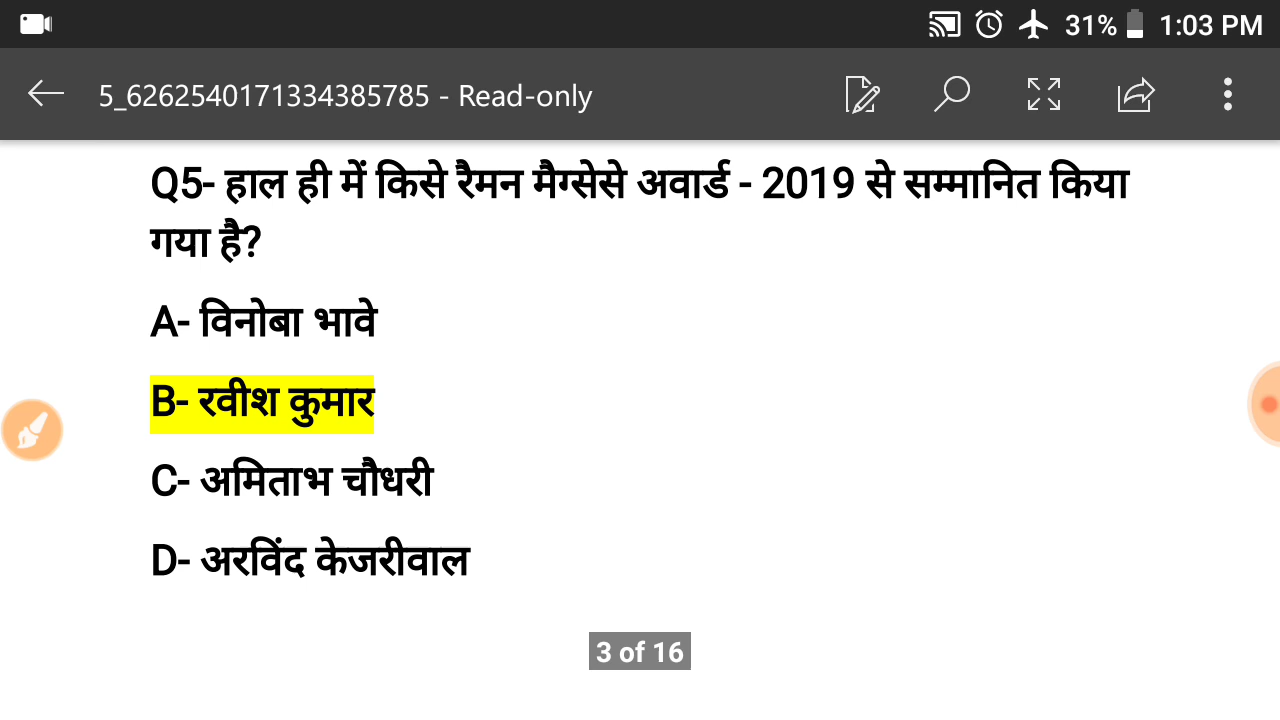 31% 1:03 PM
5_6262540171334385785 - Read-only
Q5- हाल ही में किसे रैमन मैग्सेसे अवार्ड - 2019 से सम्मानित किया
गया है?
A- विनोबा भावे
B- रवीश कुमार
C- अमिताभ चौधरी
D- अरविंद केजरीवाल
3 of 16